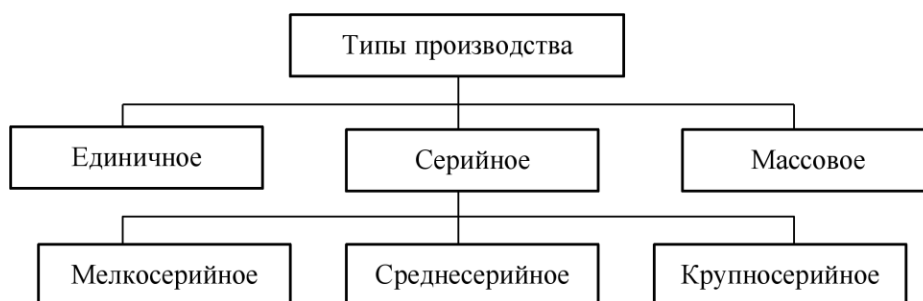 Типы производства
Единичное
Серийное
Массовое
Мелкосерийное
Среднесерийное
Крупносерийное